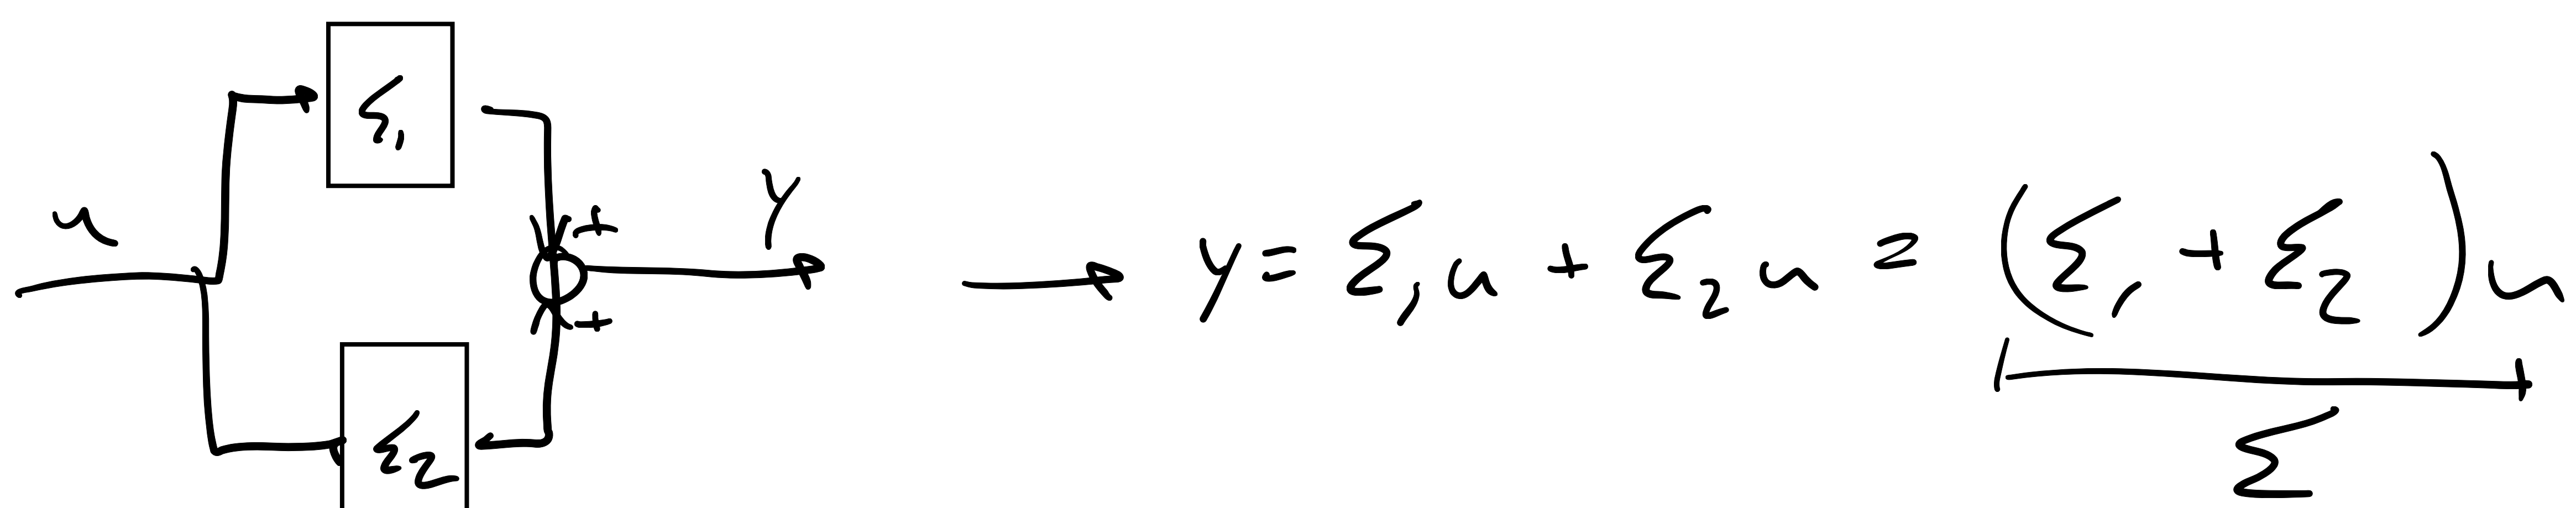 Σ₁
u
+
y
+
Σ₂
y = Σ₁u + Σ₂u = (Σ₁ + Σ₂)u
Σ